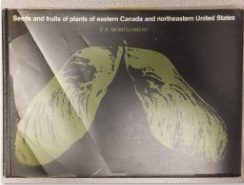 Seeds and fruits of plants of eastern Canada and northeastern United States
F. H. MONTGOMERY